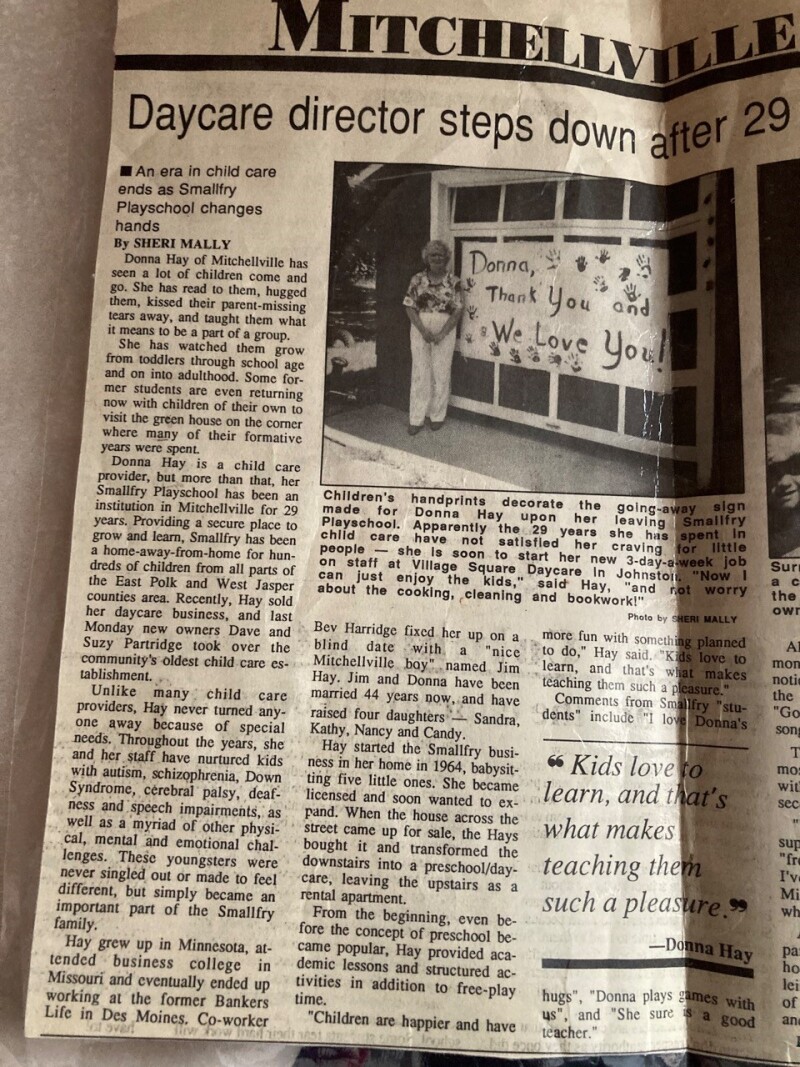 MITCHELLVILLE
Daycare director steps down after 29
■ An era in child care
ends as Smallfry
Playschool changes
hands
By SHERI MALLY
Donna Hay of Mitchellville has
seen a lot of children come and
go. She has read to them, hugged
them, kissed their parent-missing
tears away, and taught them what
it means to be a part of a group.
She has watched them grow
from toddlers through school age
and on into adulthood. Some for-
mer students are even returning
now with children of their own to
visit the green house on the corner
where many of their formative
years were spent.
Donna Hay is a child care
provider, but more than that, her
Smallfry Playschool has been an
institution in Mitchellville for 29
years. Providing a secure place to
grow and learn, Smallfry has been
a home-away-from-home for hun-
dreds of children from all parts of
the East Polk and West Jasper
counties area. Recently, Hay sold
her daycare business, and last
Monday new owners Dave and
Suzy Partridge took over the
community's oldest child care es-
tablishment.
Unlike many child care
providers, Hay never turned any-
one away because of special
needs. Throughout the years, she
and her staff have nurtured kids
with autism, schizophrenia, Down
Syndrome, cerebral palsy, deaf-
ness and speech impairments, as
well as a myriad of other physi-
cal, mental and emotional chal-
lenges. These youngsters were
never singled out or made to feel
different, but simply became an
important part of the Smallfry
family.
Hay grew up in Minnesota, at-
tended business college in
Missouri and eventually ended up
working at the former Bankers
Life in Des Moines. Co-worker
Donna,
Thank You and
We Love You!
Children's handprints decorate the going-away sign
made for Donna Hay upon her leaving Smallfry
Playschool. Apparently the 29 years she has spent in
child care have not satisfied her craving for little
people — she is soon to start her new 3-day-a-week job
on staff at Village Square Daycare in Johnston. "Now I
can just enjoy the kids," said Hay, "and not worry
about the cooking, cleaning and bookwork!"
Photo by SHERI MALLY
Bev Harridge fixed her up on a
blind date with a "nice
Mitchellville boy" named Jim
Hay. Jim and Donna have been
married 44 years now, and have
raised four daughters — Sandra,
Kathy, Nancy and Candy.
Hay started the Smallfry busi-
ness in her home in 1964, babysit-
ting five little ones. She became
licensed and soon wanted to ex-
pand. When the house across the
street came up for sale, the Hays
bought it and transformed the
downstairs into a preschool/day-
care, leaving the upstairs as a
rental apartment.
From the beginning, even be-
fore the concept of preschool be-
came popular, Hay provided aca-
demic lessons and structured ac-
tivities in addition to free-play
time.
"Children are happier and have
more fun with something planned
to do," Hay said. "Kids love to
learn, and that's what makes
teaching them such a pleasure."
Comments from Smallfry "stu-
dents" include "I love Donna's
“Kids love to
learn, and that's
what makes
teaching them
such a pleasure.”
—Donna Hay
hugs", "Donna plays games with
us", and "She sure is a good
teacher."